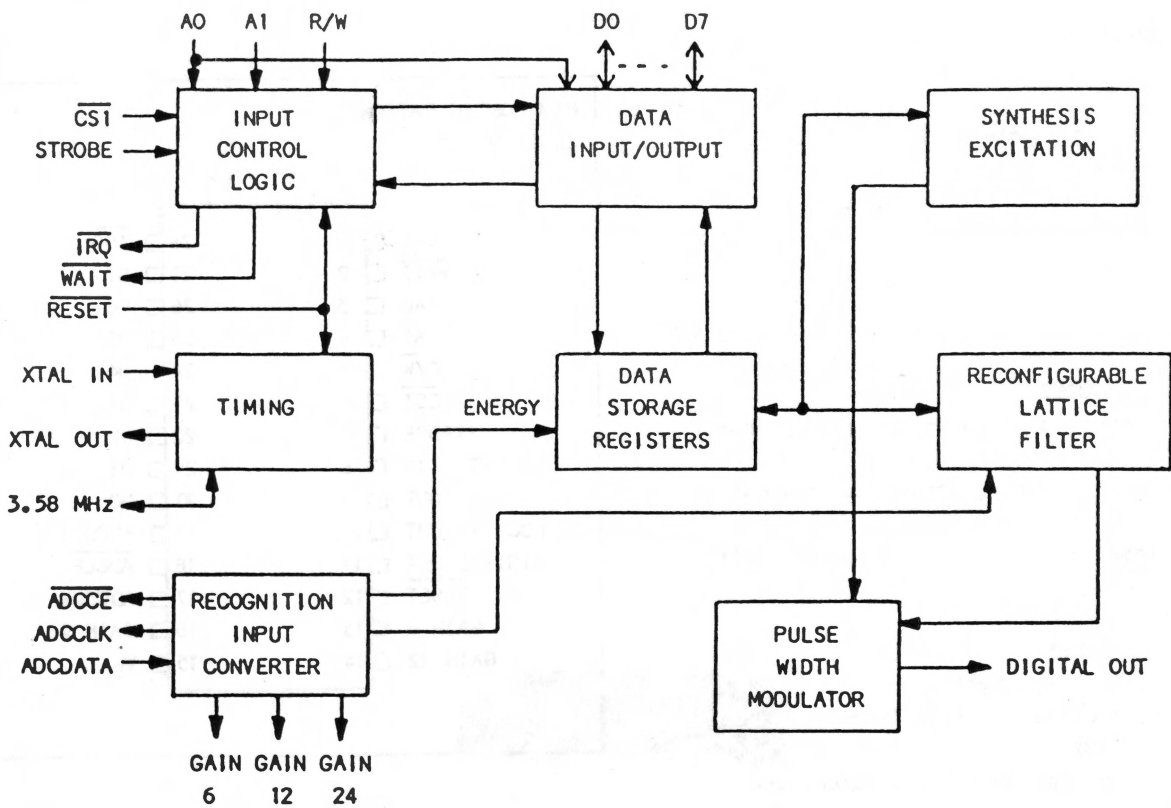 A0 A1 R/W D0 D7
CS1
STROBE
INPUT
CONTROL
LOGIC
DATA
INPUT/OUTPUT
SYNTHESIS
EXCITATION
IRQ
WAIT
RESET
XTAL IN
XTAL OUT
3.58 MHz
TIMING
ENERGY
DATA
STORAGE
REGISTERS
RECONFIGURABLE
LATTICE
FILTER
ADCCE
ADCCLK
ADCDATA
RECOGNITION
INPUT
CONVERTER
PULSE
WIDTH
MODULATOR
DIGITAL OUT
GAIN GAIN GAIN
6 12 24